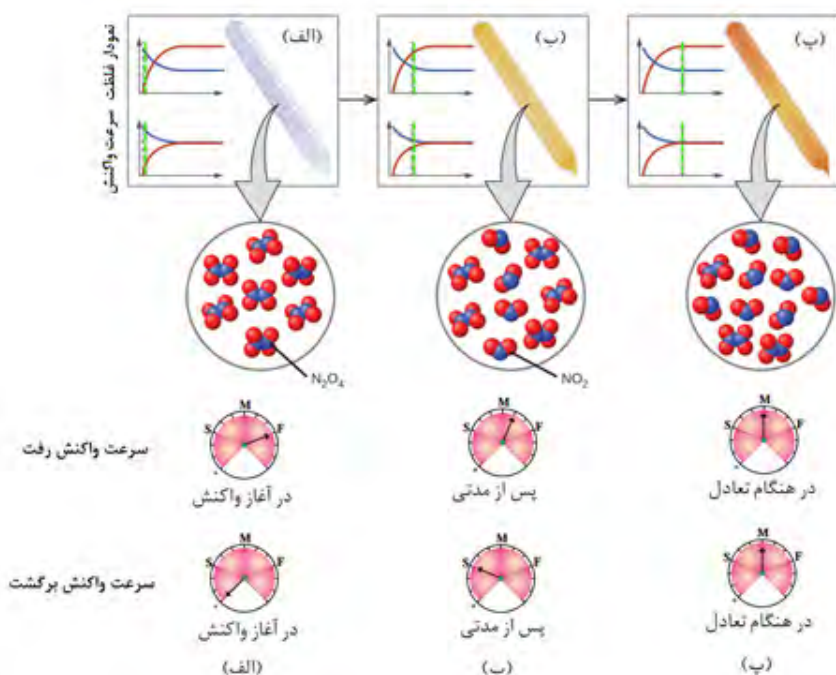 (الف)
(ب)
(پ)
نمودار غلظت
سرعت واکنش
N2O4
NO2
سرعت واکنش رفت
S M F
در آغاز واکنش
S M F
پس از مدتی
S M F
در هنگام تعادل
سرعت واکنش برگشت
S M F
در آغاز واکنش
S M F
پس از مدتی
S M F
در هنگام تعادل
(الف)
(ب)
(پ)